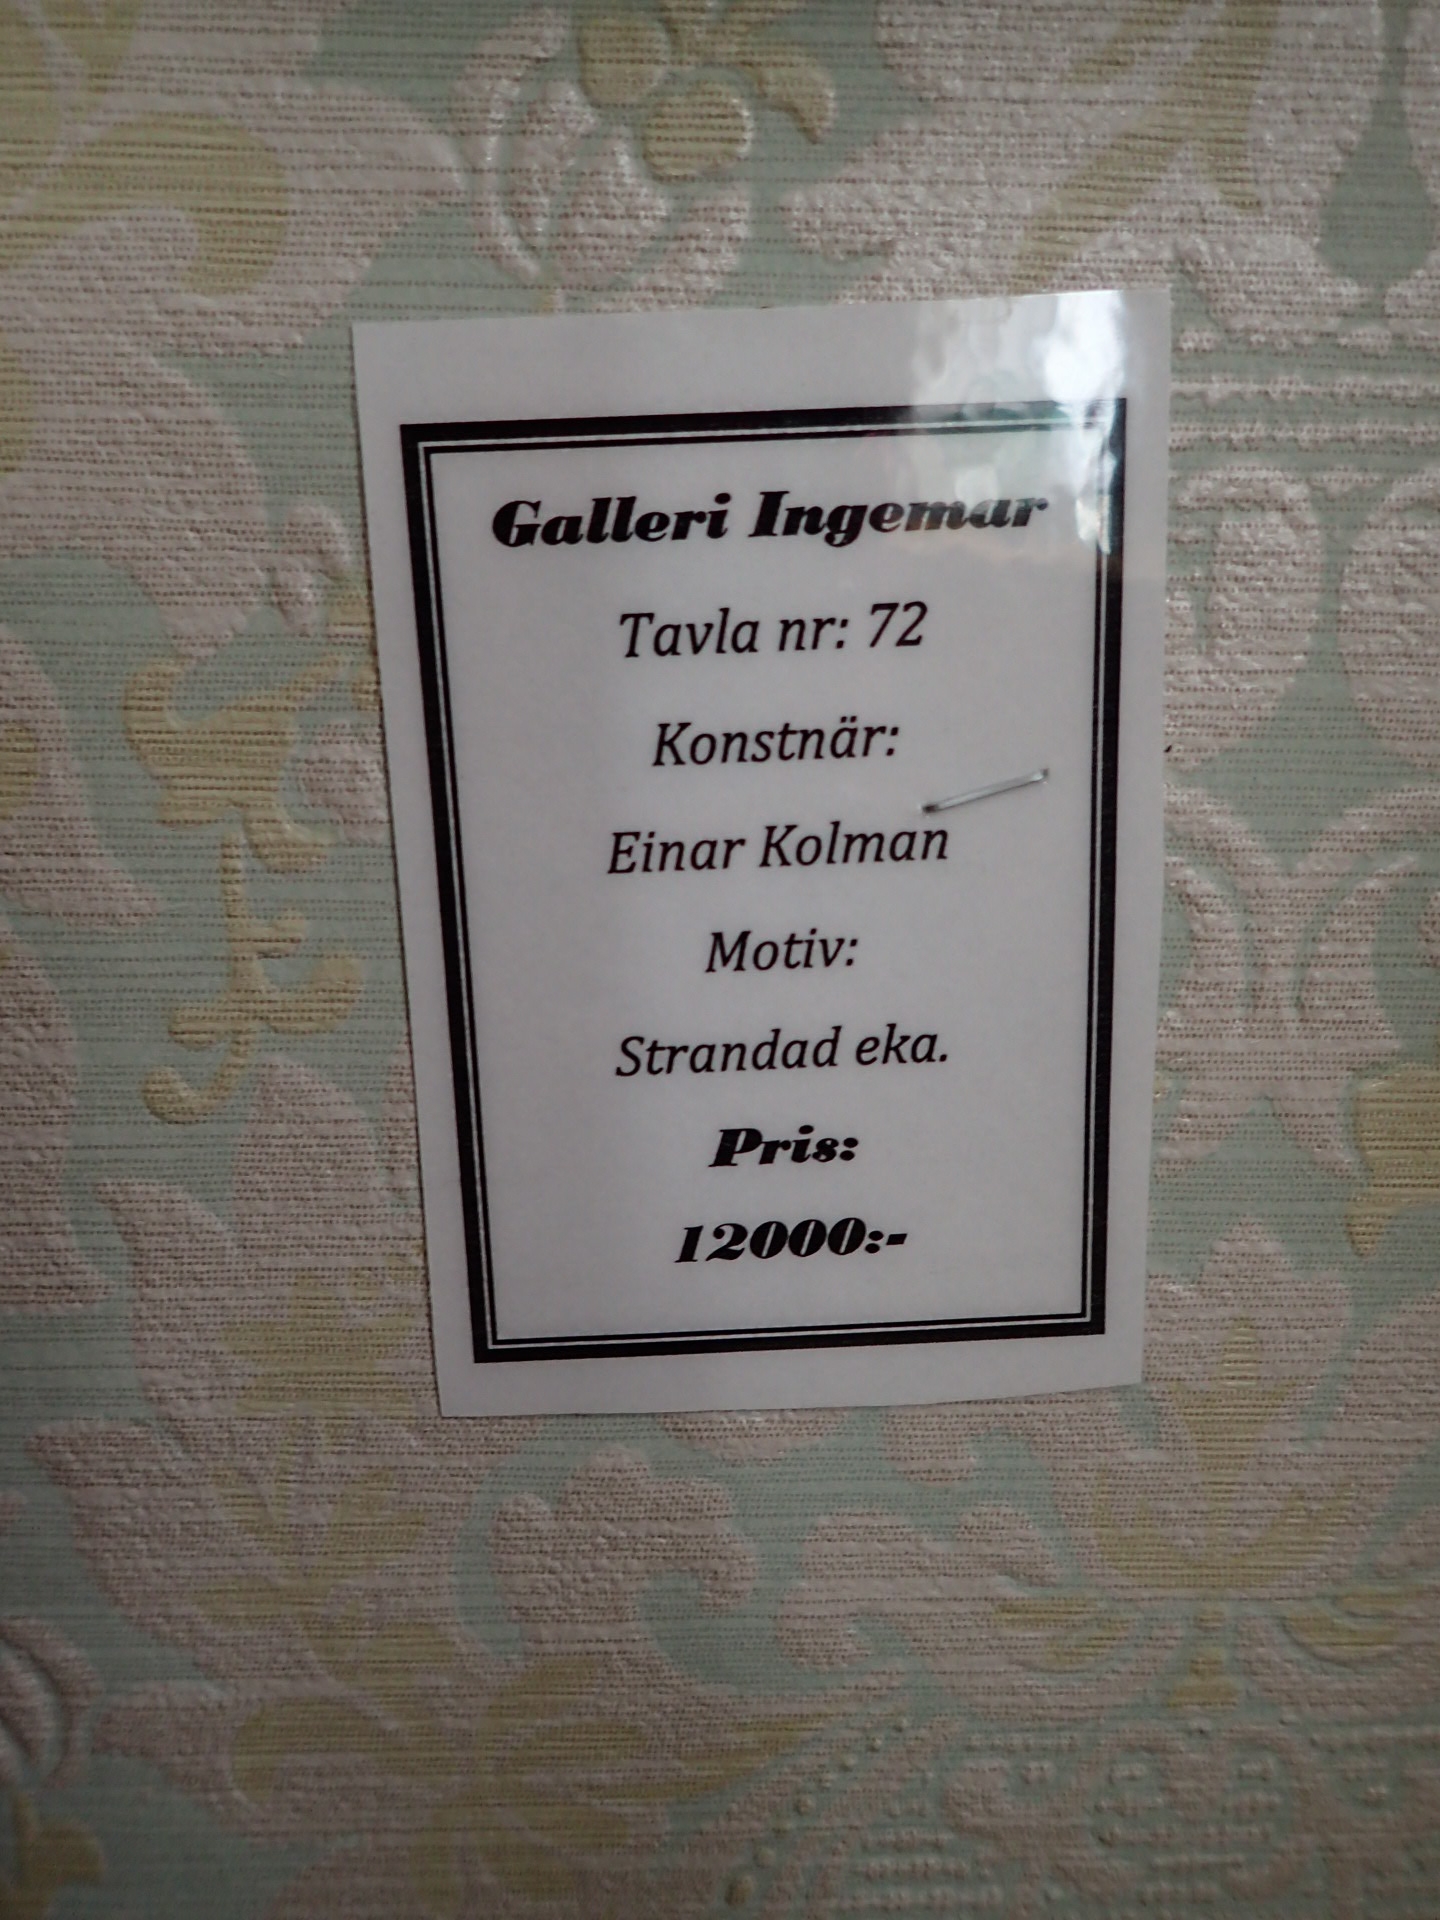 Galleri Ingemar
Tavla nr: 72
Konstnär:
Einar Kolman
Motiv:
Strandad eka.
Pris:
12000:-